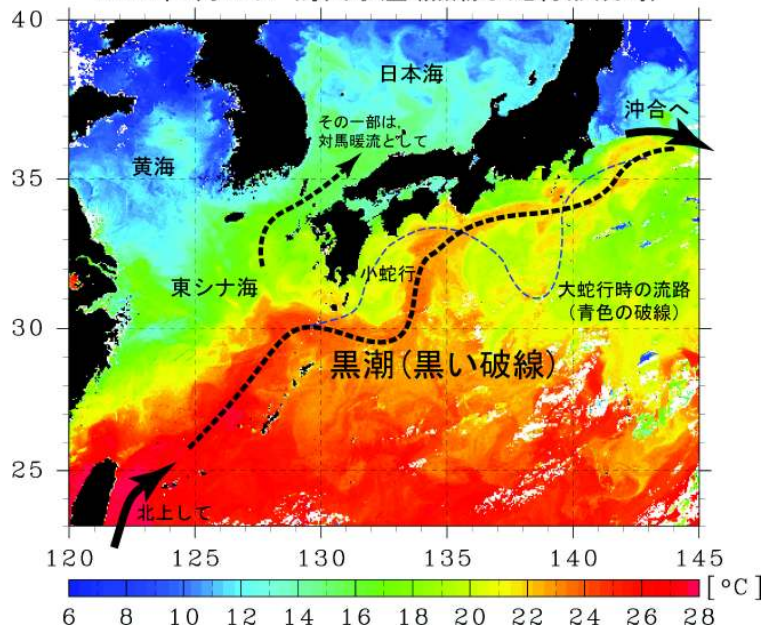 40
日本海
沖合へ
その一部は,
対馬暖流として
黄海
35
小蛇行
東シナ海
大蛇行時の流路
(青色の破線)
30
黒潮(黒い破線)
25
北上して
120 125 130 135 140 145
[°C]
6 8 10 12 14 16 18 20 22 24 26 28